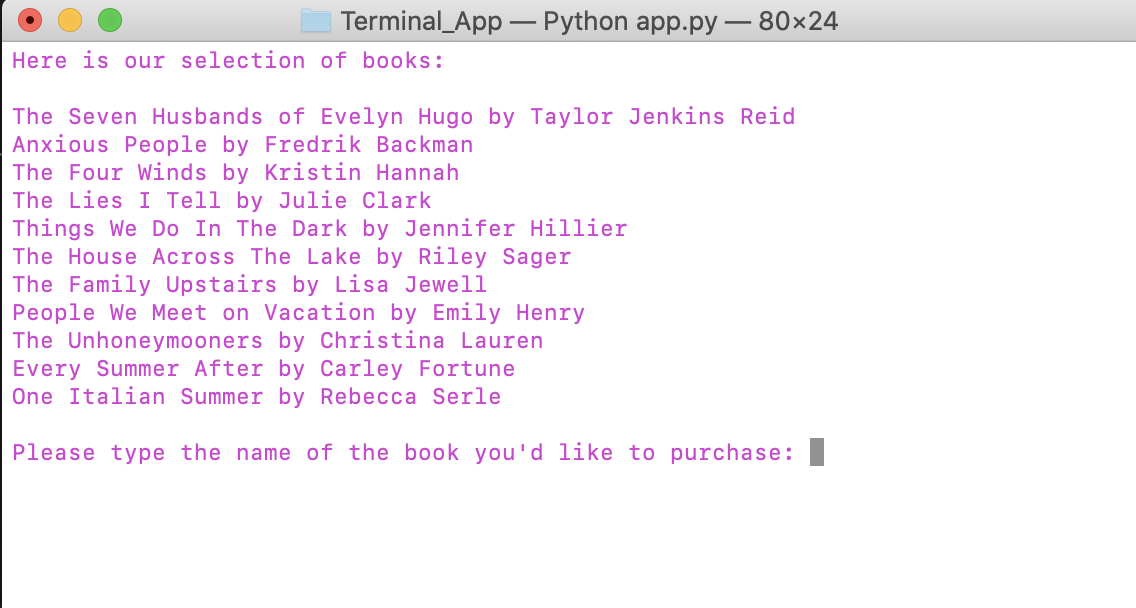 Terminal_App — Python app.py — 80×24
Here is our selection of books:
The Seven Husbands of Evelyn Hugo by Taylor Jenkins Reid
Anxious People by Fredrik Backman
The Four Winds by Kristin Hannah
The Lies I Tell by Julie Clark
Things We Do In The Dark by Jennifer Hillier
The House Across The Lake by Riley Sager
The Family Upstairs by Lisa Jewell
People We Meet on Vacation by Emily Henry
The Unhoneymooners by Christina Lauren
Every Summer After by Carley Fortune
One Italian Summer by Rebecca Serle
Please type the name of the book you'd like to purchase: